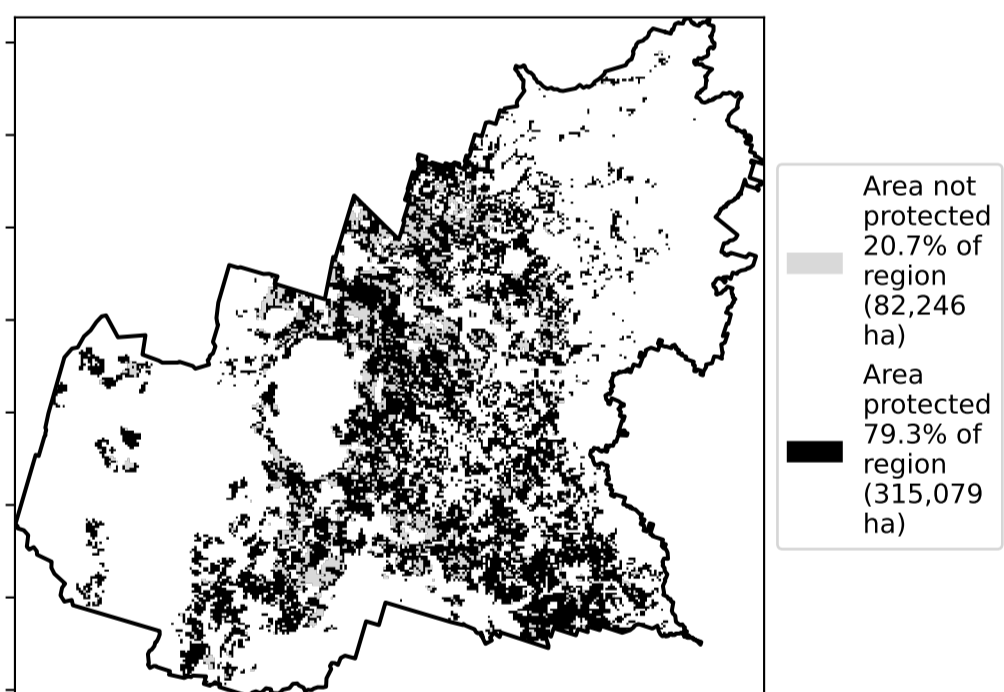 Area not
protected
20.7% of
region
(82,246
ha)
Area
protected
79.3% of
region
(315,079
ha)